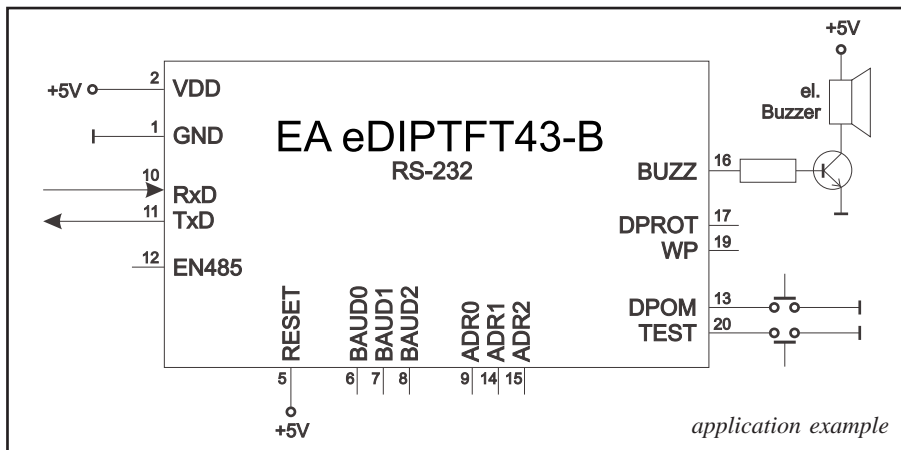 +5V
el.
Buzzer
+5V
2
VDD
1
GND
EA eDIPTFT43-B
RS-232
10
RxD
11
TxD
12
EN485
BUZZ
16
DPROT
17
WP
19
DPOM
13
TEST
20
RESET
BAUD0
BAUD1
BAUD2
ADR0
ADR1
ADR2
5
6
7
8
9
14
15
+5V
application example